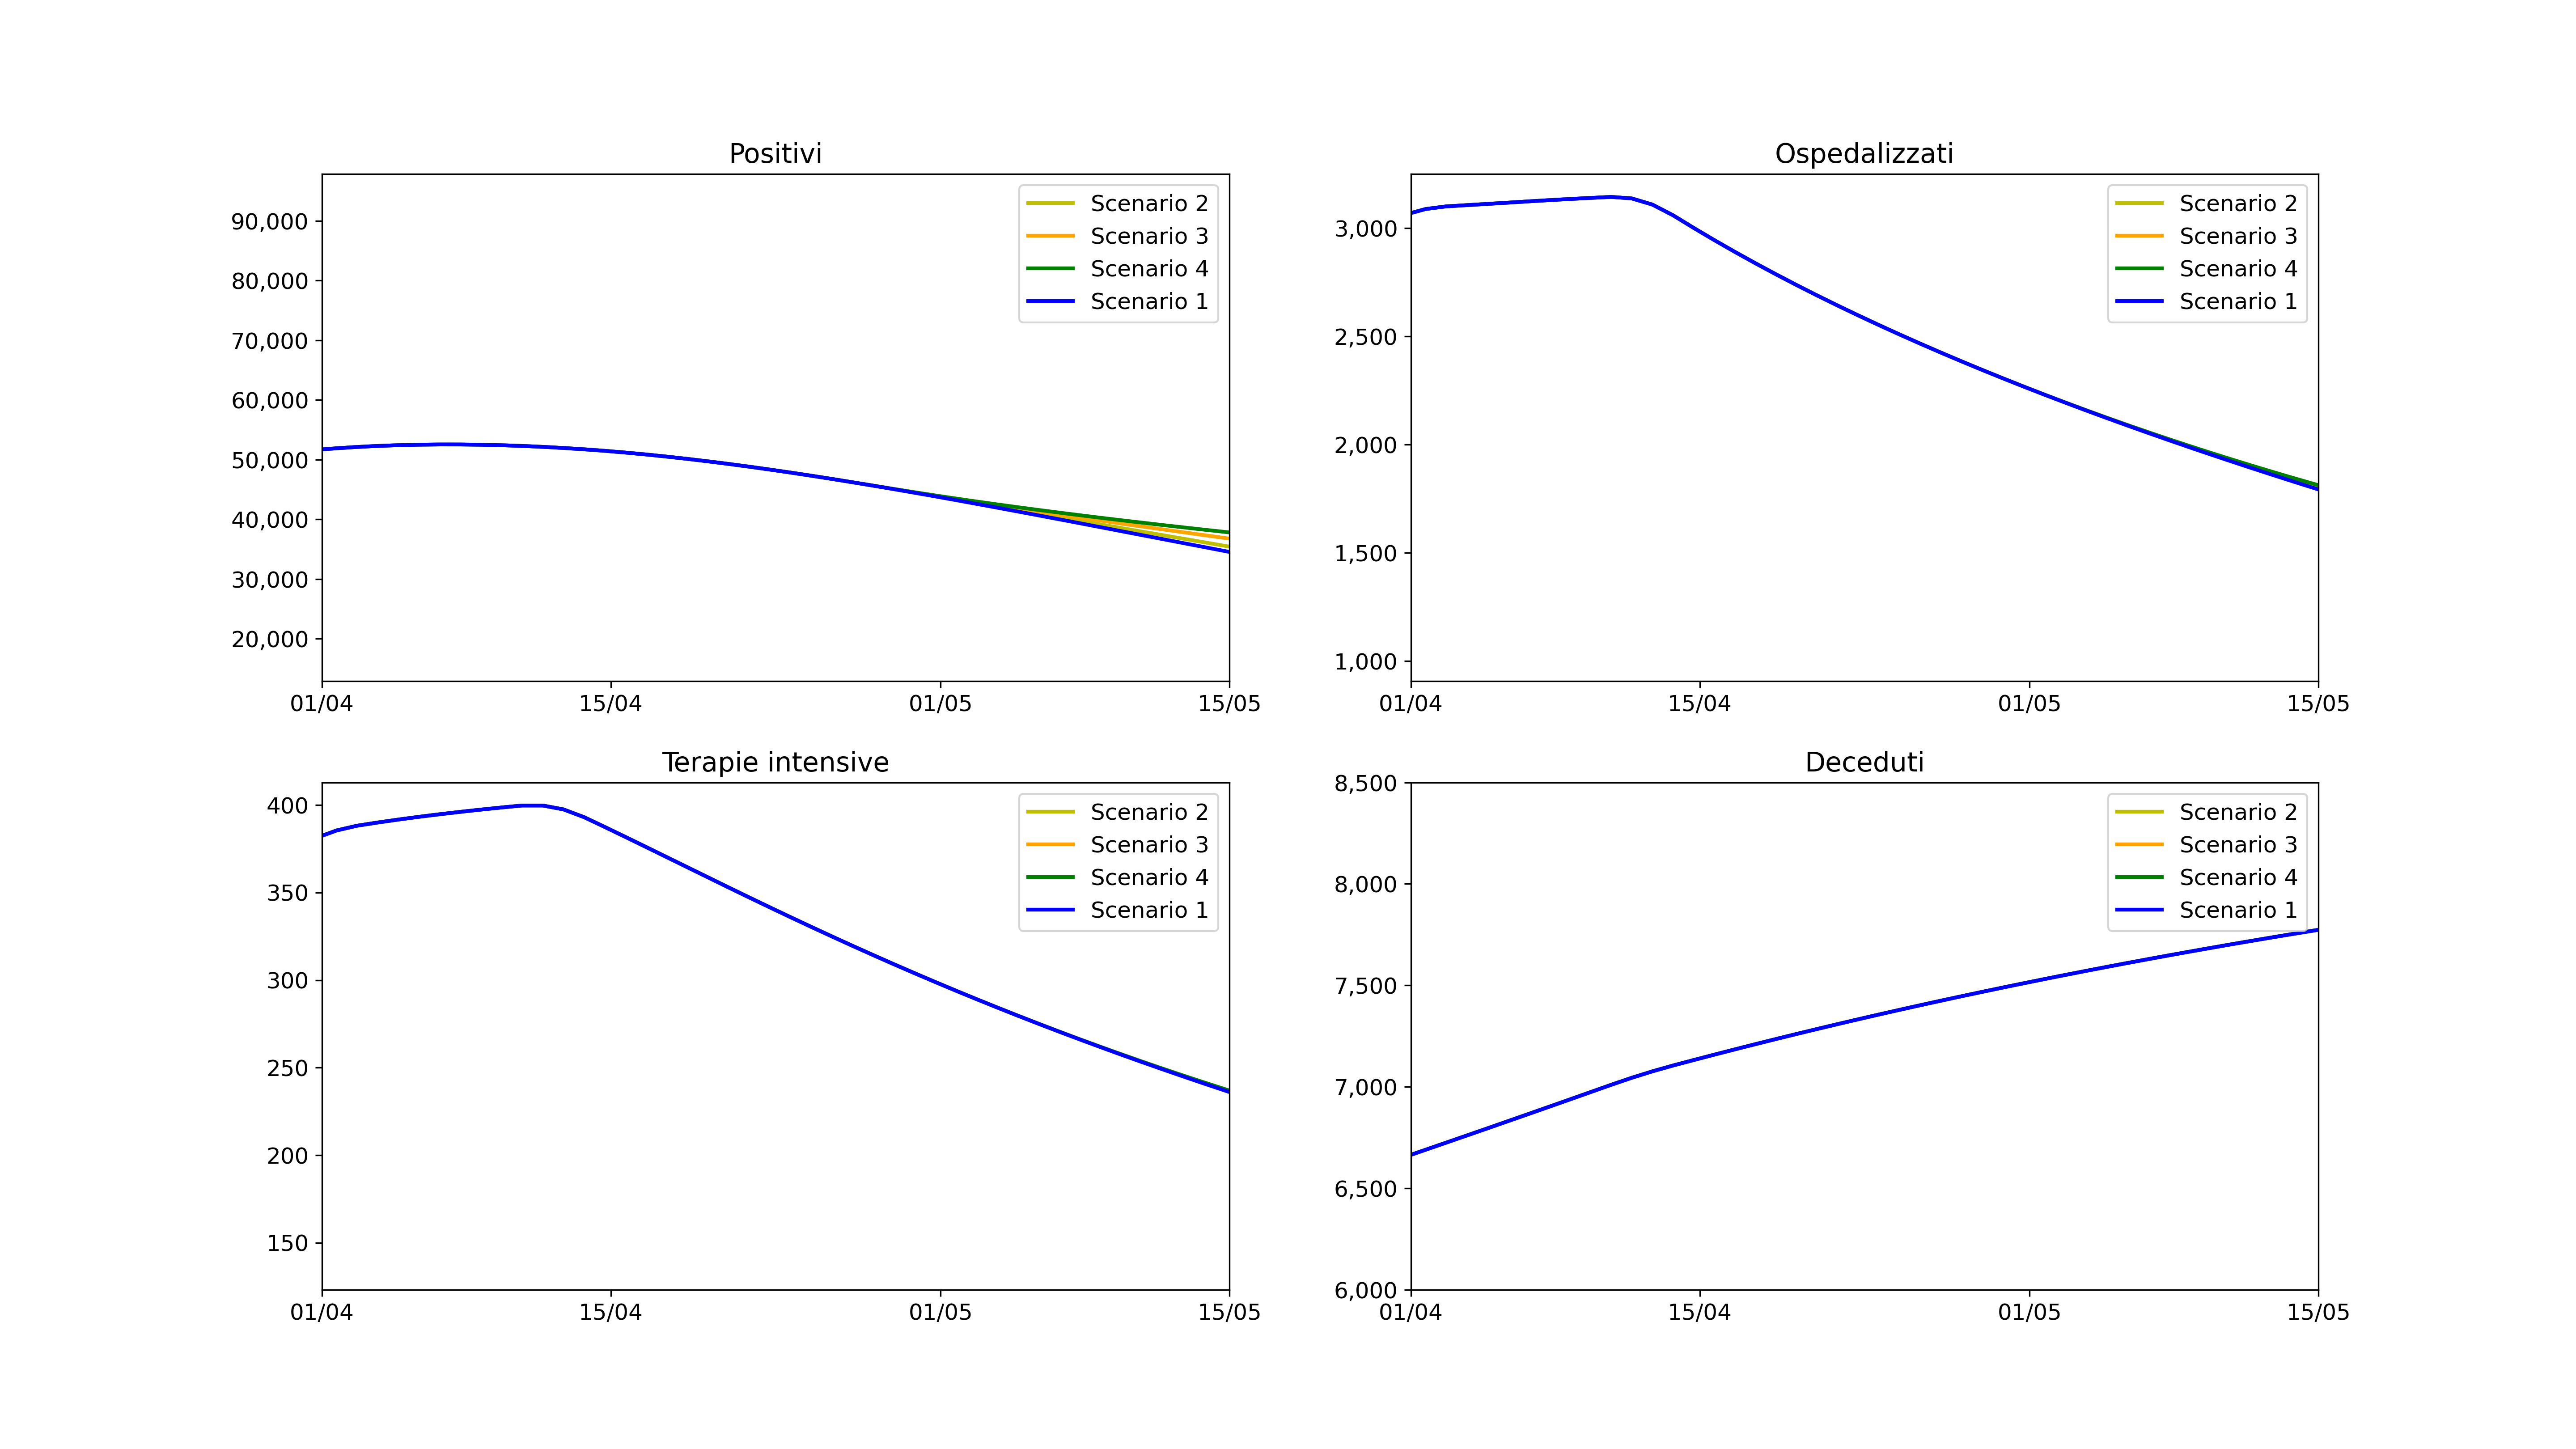 Positivi
90,000
80,000
70,000
60,000
50,000
40,000
30,000
20,000
01/04 15/04 01/05 15/05
Scenario 2
Scenario 3
Scenario 4
Scenario 1
Ospedalizzati
3,000
2,500
2,000
1,500
1,000
01/04 15/04 01/05 15/05
Scenario 2
Scenario 3
Scenario 4
Scenario 1
Terapie intensive
400
350
300
250
200
150
01/04 15/04 01/05 15/05
Scenario 2
Scenario 3
Scenario 4
Scenario 1
Deceduti
8,500
8,000
7,500
7,000
6,500
6,000
01/04 15/04 01/05 15/05
Scenario 2
Scenario 3
Scenario 4
Scenario 1